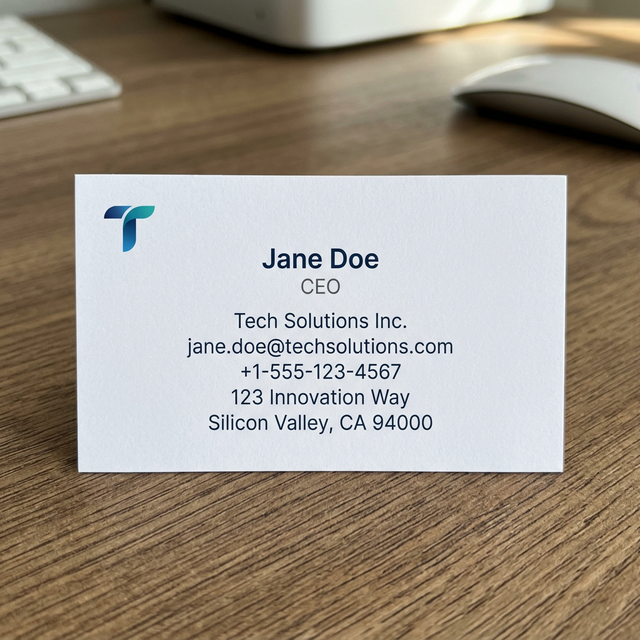 Jane Doe
CEO
Tech Solutions Inc.
jane.doe@techsolutions.com
+1-555-123-4567
123 Innovation Way
Silicon Valley, CA 94000